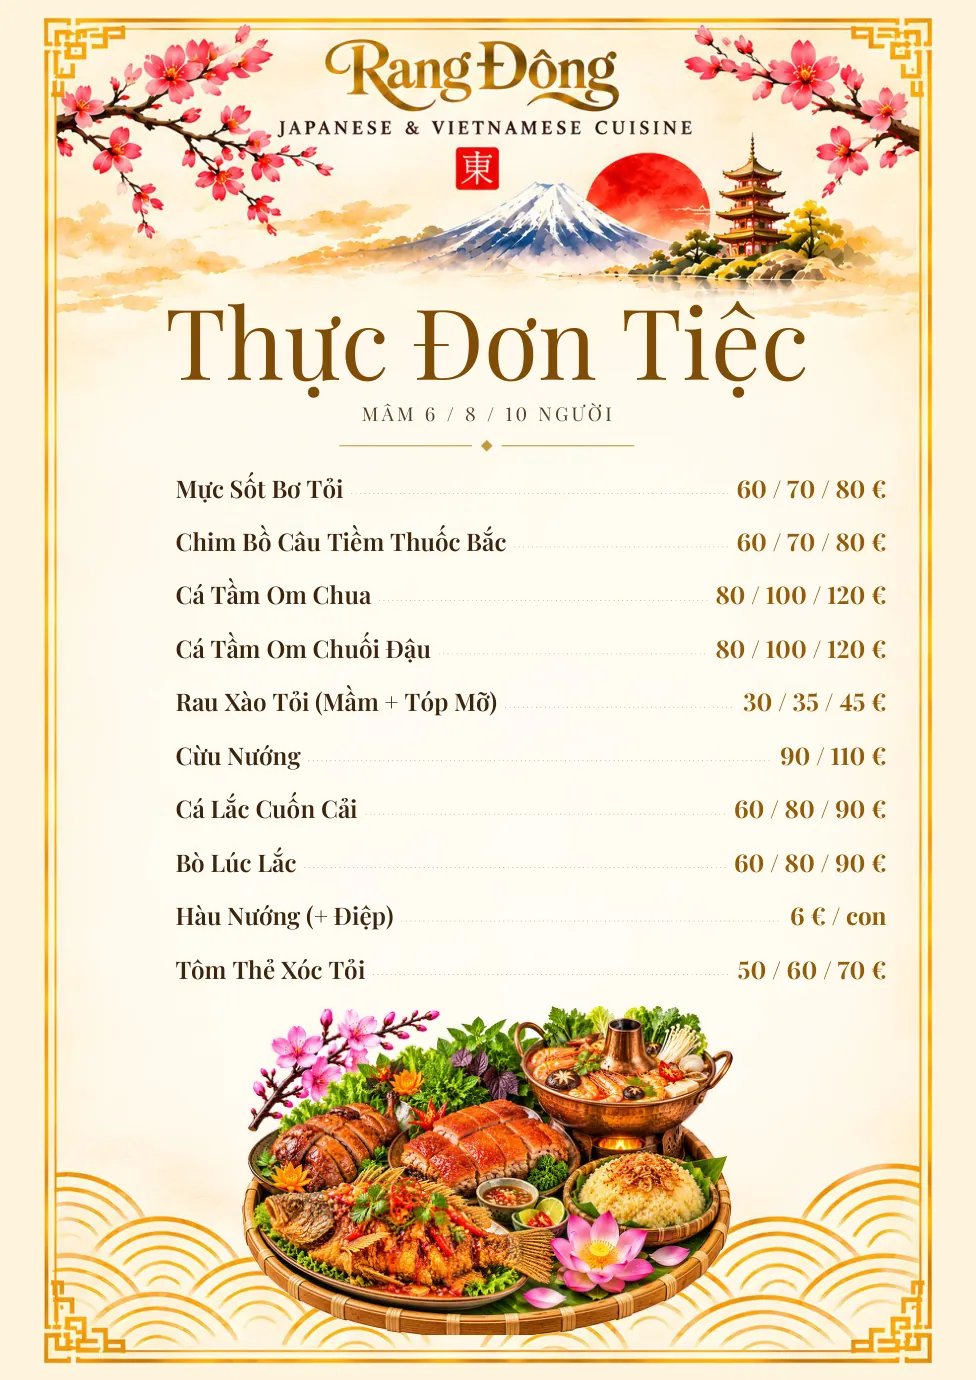 Rạng Đông
JAPANESE & VIETNAMESE CUISINE
東
Thực Đơn Tiệc
MÂM 6 / 8 / 10 NGƯỜI
Mực Sốt Bơ Tỏi 60 / 70 / 80 €
Chim Bồ Câu Tiềm Thuốc Bắc 60 / 70 / 80 €
Cá Tầm Om Chua 80 / 100 / 120 €
Cá Tầm Om Chuối Đậu 80 / 100 / 120 €
Rau Xào Tỏi (Mầm + Tóp Mỡ) 30 / 35 / 45 €
Cừu Nướng 90 / 110 €
Cá Lắc Cuốn Cải 60 / 80 / 90 €
Bò Lúc Lắc 60 / 80 / 90 €
Hàu Nướng (+ Điệp) 6 € / con
Tôm Thẻ Xóc Tỏi 50 / 60 / 70 €